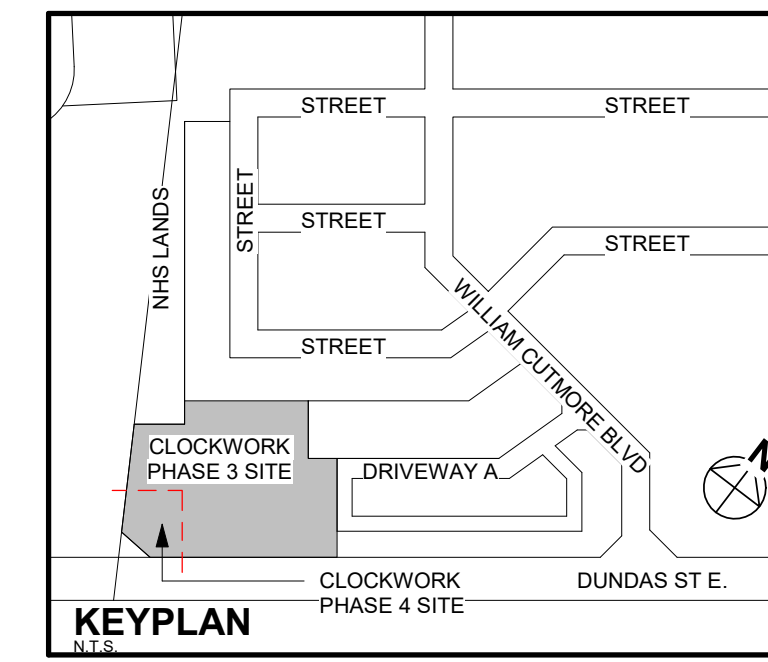 STREET
STREET
NHS LANDS
STREET
STREET
STREET
STREET
WILLIAM CUTMORE BLVD
CLOCKWORK
PHASE 3 SITE
DRIVEWAY A
N
CLOCKWORK
PHASE 4 SITE
DUNDAS ST E.
KEYPLAN
N.T.S.